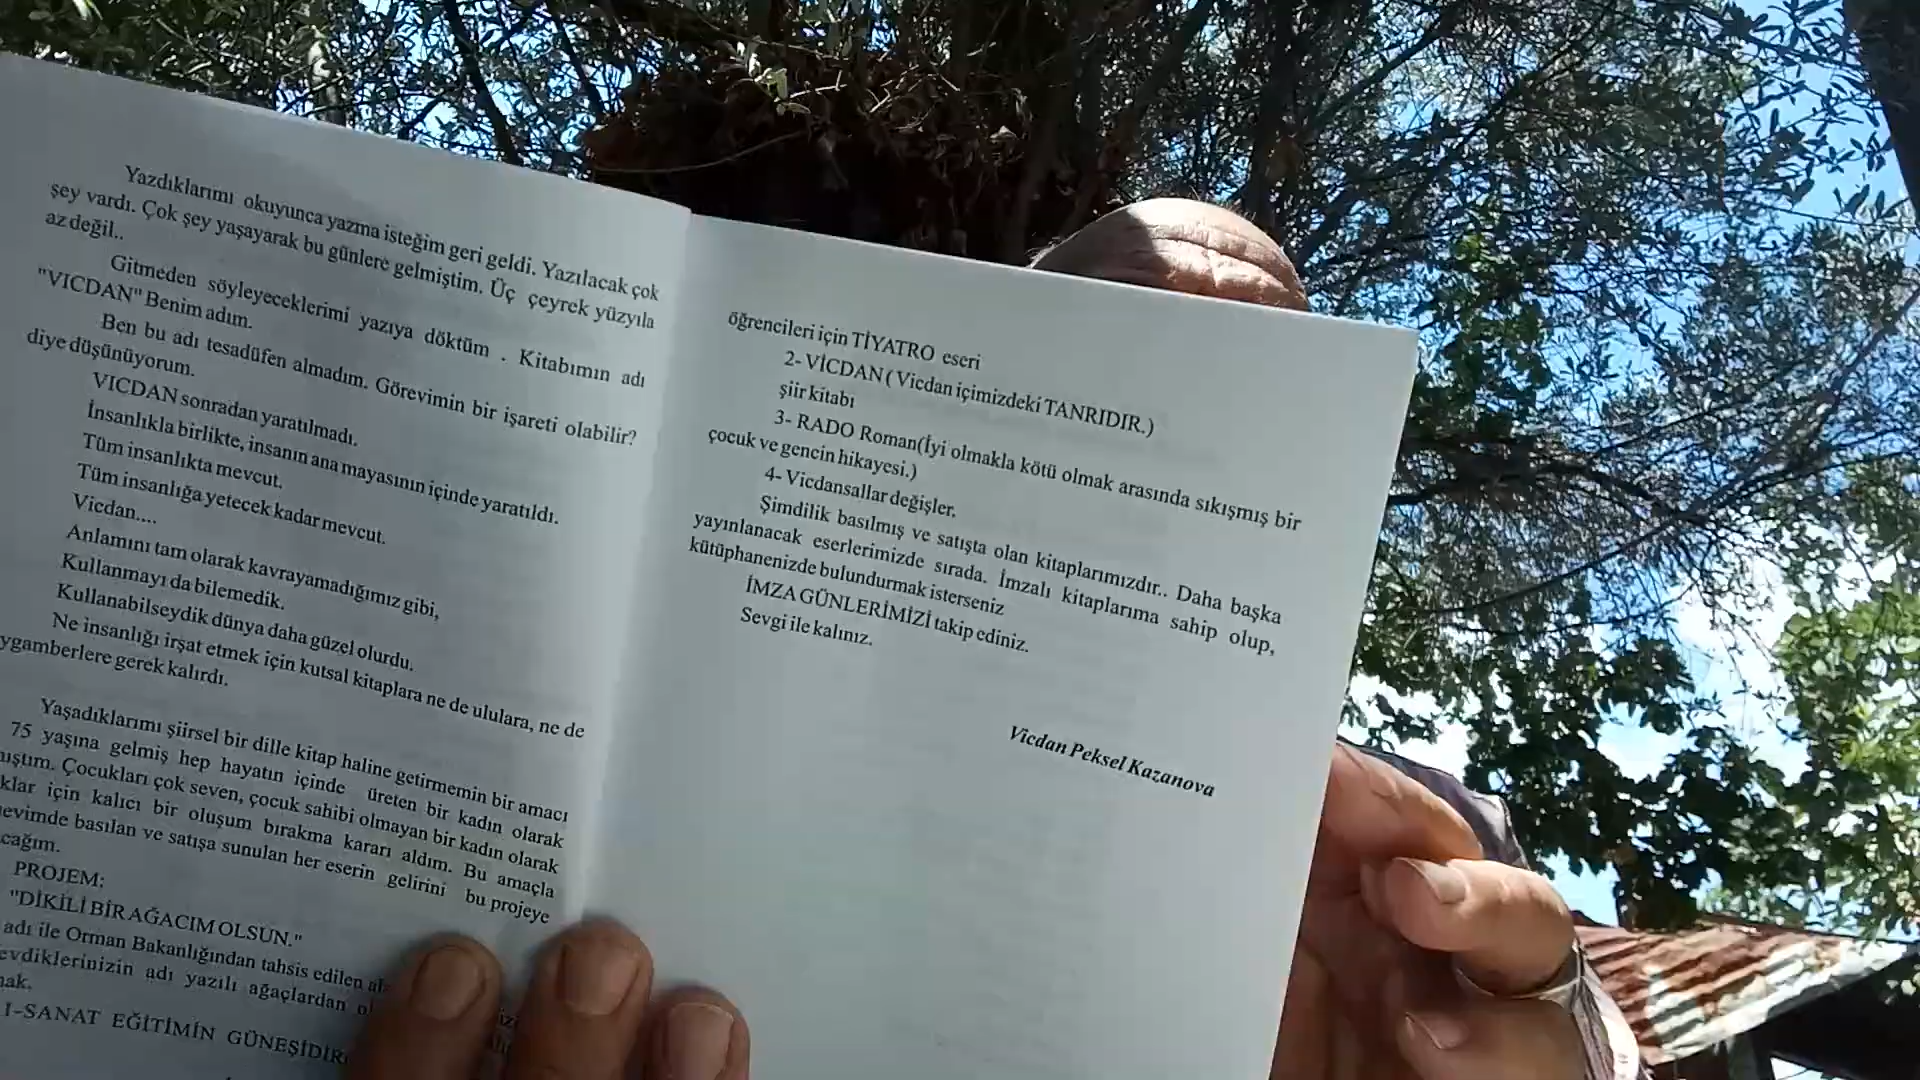 Yazdıklarımı okuyunca yazma isteğim geri geldi. Yazılacak çok
şey vardı. Çok şey yaşayarak bu günlere gelmiştim. Üç çeyrek yüzyıla
az değil..
Gitmeden söyleyeceklerimi yazıya döktüm . Kitabımın adı
"VICDAN" Benim adım.
Ben bu adı tesadüfen almadım. Görevimin bir işareti olabilir?
diye düşünüyorum.
VICDAN sonradan yaratılmadı.
İnsanlıkla birlikte, insanın ana mayasının içinde yaratıldı.
Tüm insanlıkta mevcut.
Tüm insanlığa yetecek kadar mevcut.
Vicdan....
Anlamını tam olarak kavrayamadığımız gibi,
Kullanmayı da bilemedik.
Kullanabilseydik dünya daha güzel olurdu.
Ne insanlığı irşat etmek için kutsal kitaplara ne de ululara, ne de
ygamberlere gerek kalırdı.
Yaşadıklarımı şiirsel bir dille kitap haline getirmemin bir amacı
75 yaşına gelmiş hep hayatın içinde üreten bir kadın olarak
ıştım. Çocukları çok seven, çocuk sahibi olmayan bir kadın olarak
klar için kalıcı bir oluşum bırakma kararı aldım. Bu amaçla
evimde basılan ve satışa sunulan her eserin gelirini bu projeye
cağım.
PROJEM:
"DİKİLİ BİR AĞACIM OLSUN."
adı ile Orman Bakanlığından tahsis edilen
evdiklerinizin adı yazılı ağaçlardan
mak.
I-SANAT EĞİTİMİN GÜNEŞİDİR
öğrencileri için TİYATRO eseri
2- VİCDAN ( Vicdan içimizdeki TANRIDIR.)
şiir kitabı
3- RADO Roman(İyi olmakla kötü olmak arasında sıkışmış bir
çocuk ve gencin hikayesi.)
4- Vicdansallar değişler.
Şimdilik basılmış ve satışta olan kitaplarımızdır.. Daha başka
yayınlanacak eserlerimizde sırada. İmzalı kitaplarıma sahip olup,
kütüphanenizde bulundurmak isterseniz
İMZA GÜNLERİMİZİ takip ediniz.
Sevgi ile kalınız.
Vicdan Peksel Kazanova